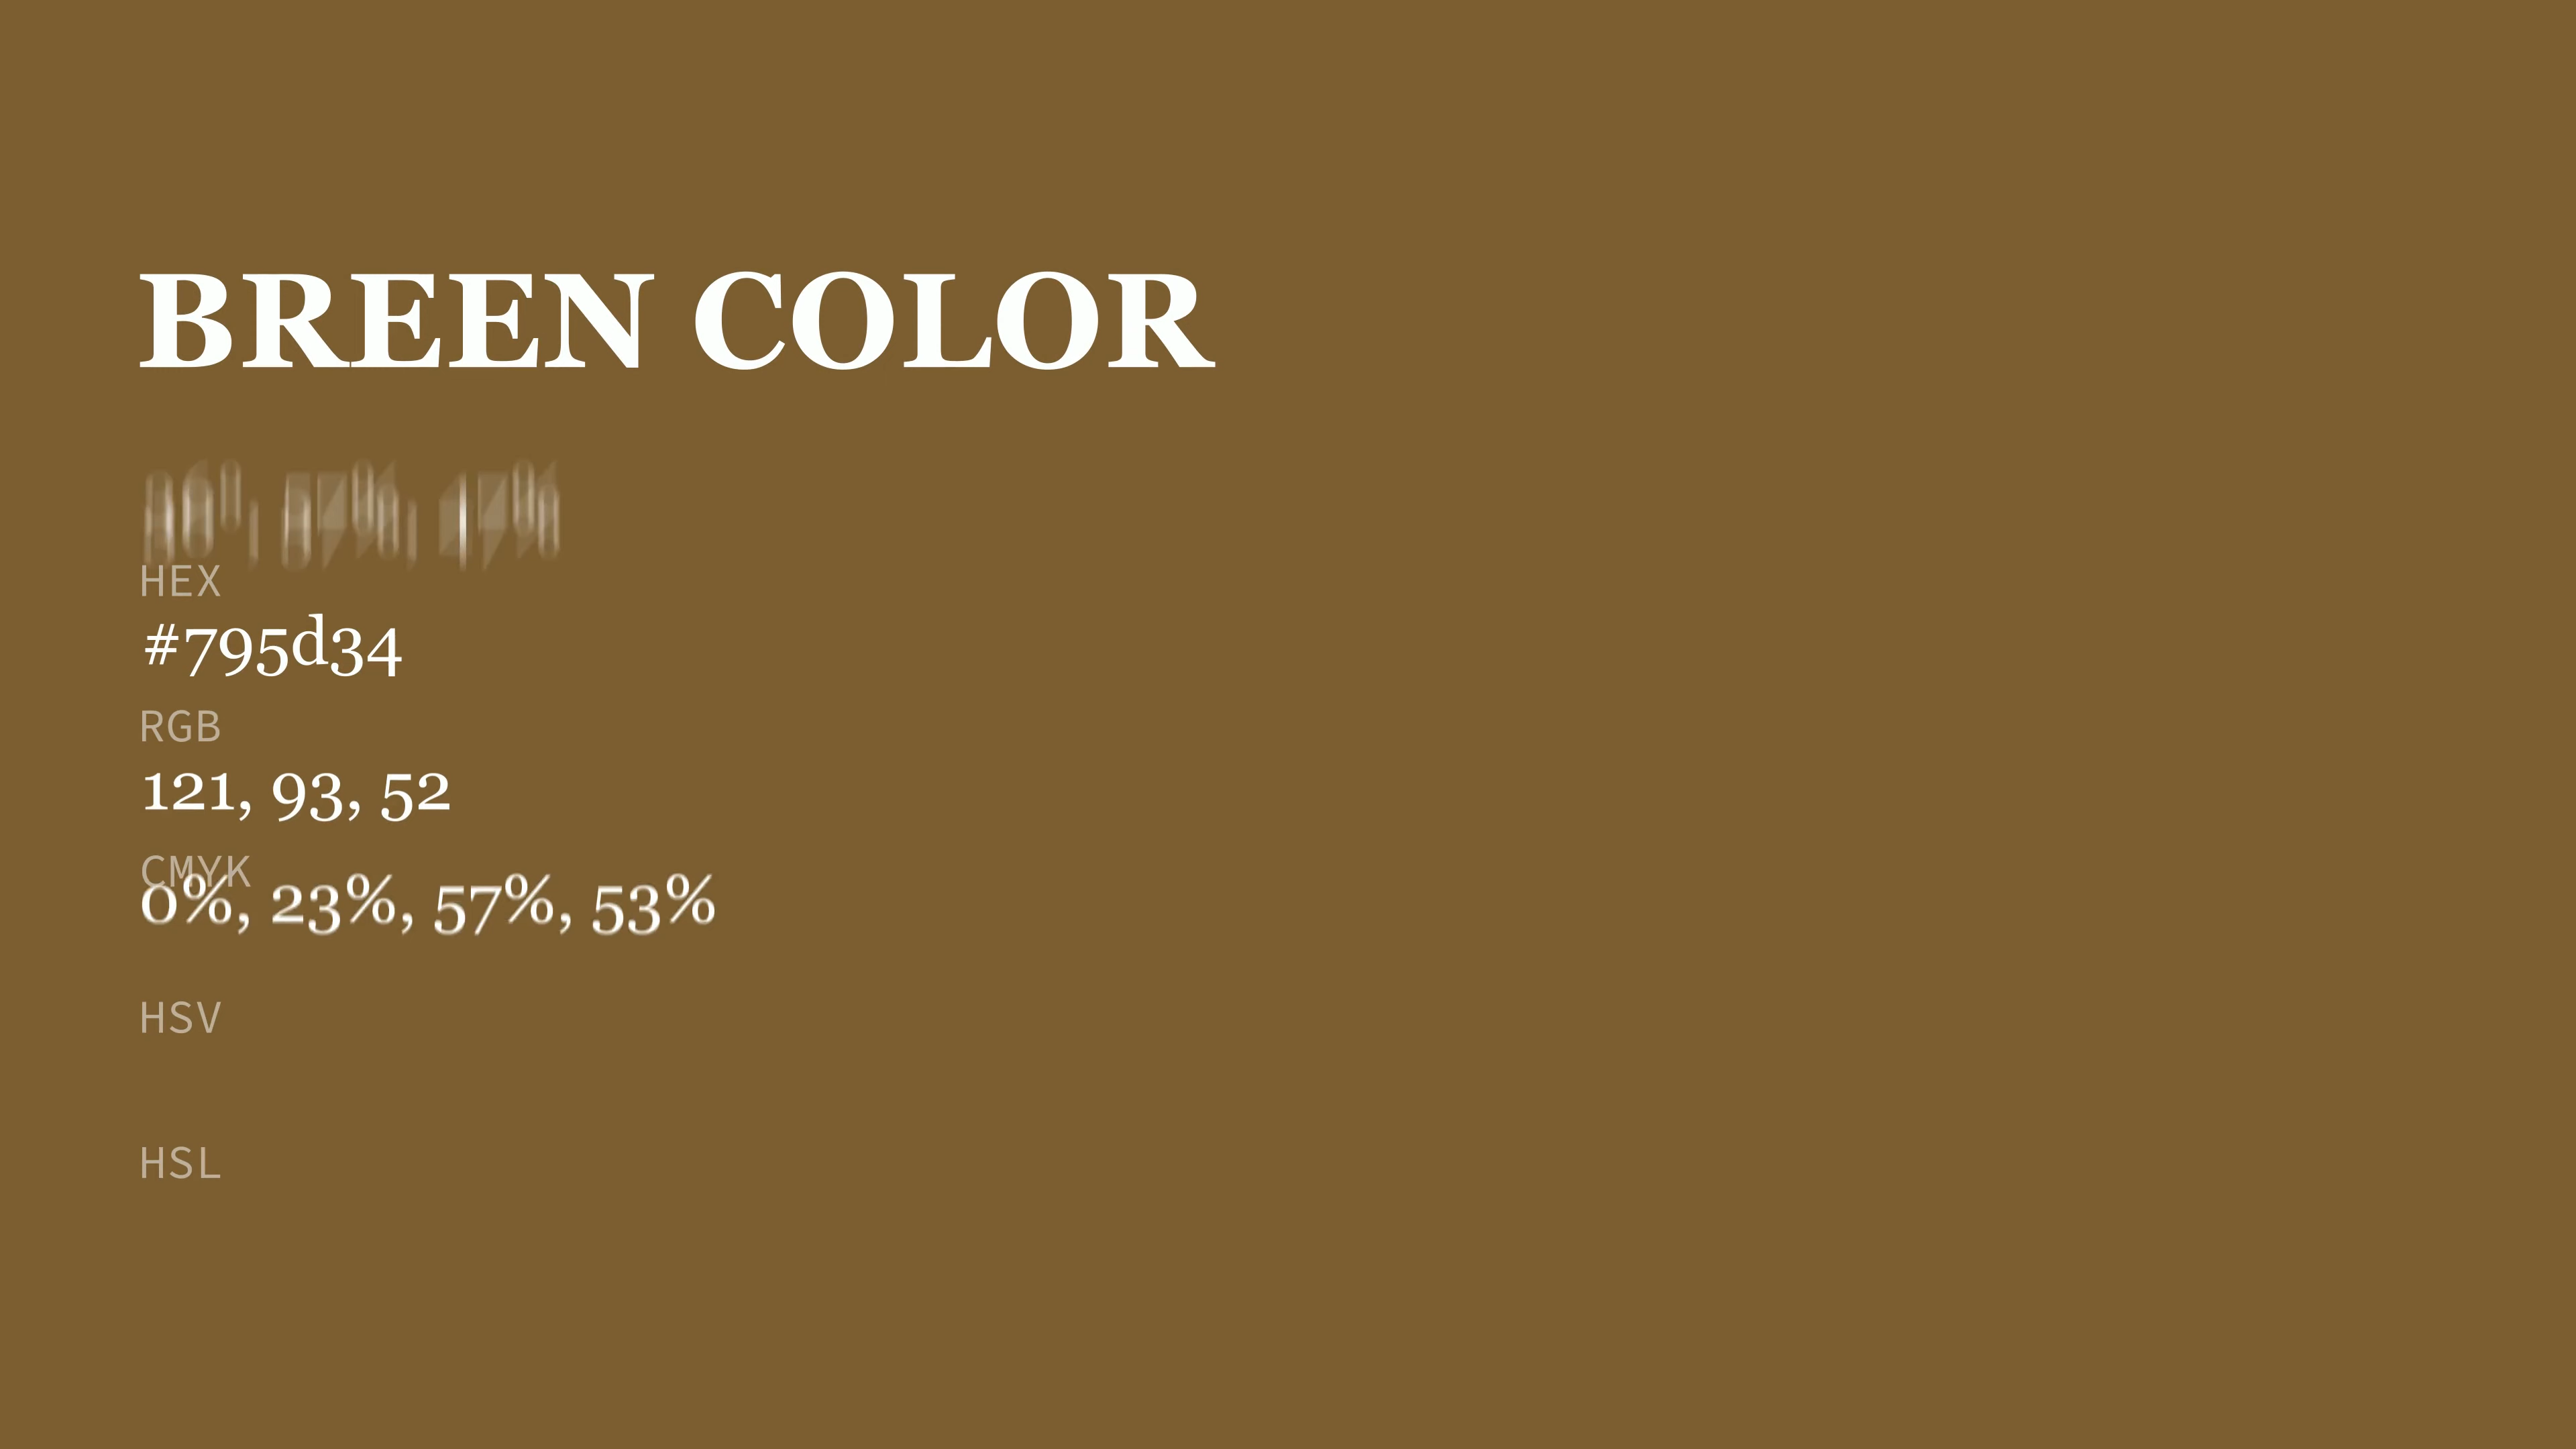 BREEN COLOR
HEX
#795d34
RGB
121, 93, 52
CMYK
0%, 23%, 57%, 53%
HSV
HSL